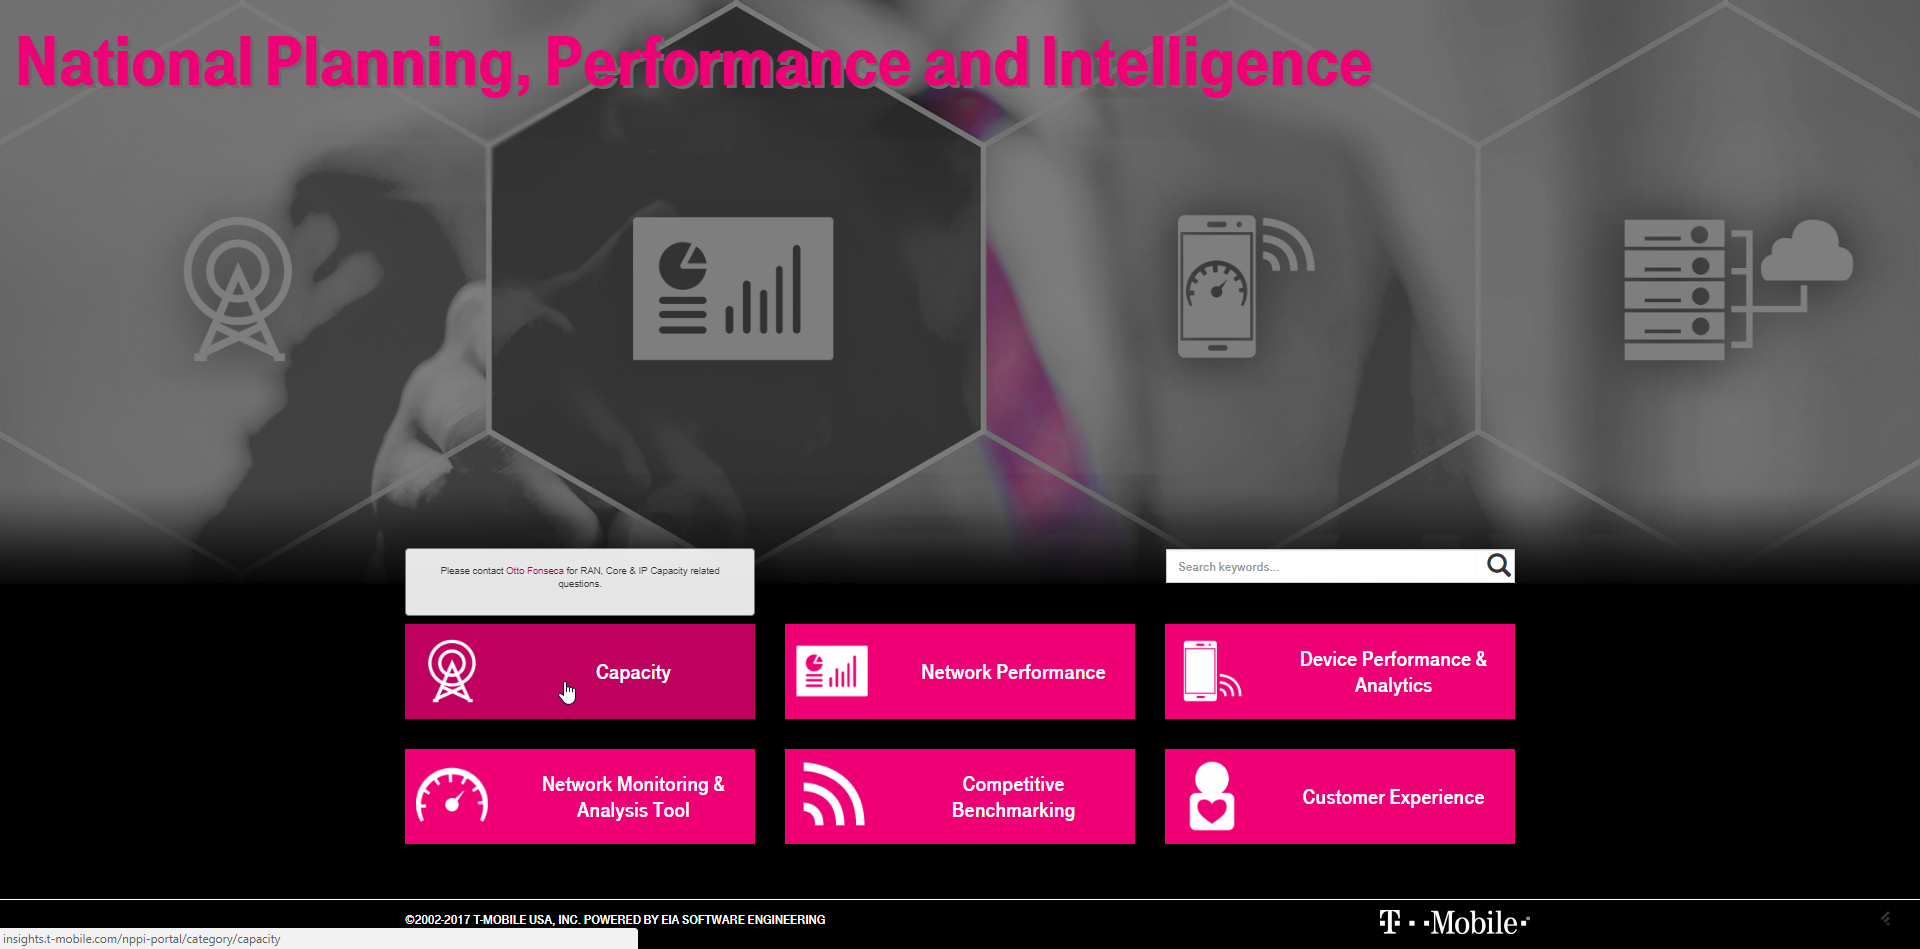 National Planning, Performance and Intelligence
Please contact Otto Fonseca for RAN, Core & IP Capacity related
questions.
Search keywords...
Capacity
Network Performance
Device Performance &
Analytics
Network Monitoring &
Analysis Tool
Competitive
Benchmarking
Customer Experience
©2002-2017 T-MOBILE USA, INC. POWERED BY EIA SOFTWARE ENGINEERING
T··Mobile·
insights.t-mobile.com/nppi-portal/category/capacity